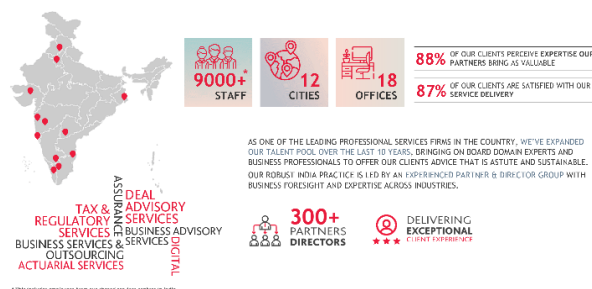 9000+*
STAFF
12
CITIES
18
OFFICES
88% OF OUR CLIENTS PERCEIVE EXPERTISE OUR
PARTNERS BRING AS VALUABLE
87% OF OUR CLIENTS ARE SATISFIED WITH OUR
SERVICE DELIVERY
AS ONE OF THE LEADING PROFESSIONAL SERVICES FIRMS IN THE COUNTRY, WE'VE EXPANDED
OUR TALENT POOL OVER THE LAST 10 YEARS. BRINGING ON BOARD DOMAIN EXPERTS AND
BUSINESS PROFESSIONALS TO OFFER OUR CLIENTS ADVICE THAT IS ASTUTE AND SUSTAINABLE.
OUR ROBUST INDIA PRACTICE IS LED BY AN EXPERIENCED PARTNER & DIRECTOR GROUP WITH
BUSINESS FORESIGHT AND EXPERTISE ACROSS INDUSTRIES.
300+
PARTNERS
DIRECTORS
DELIVERING
EXCEPTIONAL
CLIENT EXPERIENCE
TAX &
REGULATORY
SERVICES
BUSINESS SERVICES &
OUTSOURCING
ACTUARIAL SERVICES
ASSURANCE
DEAL
ADVISORY
SERVICES
BUSINESS ADVISORY
SERVICES
DIGITAL